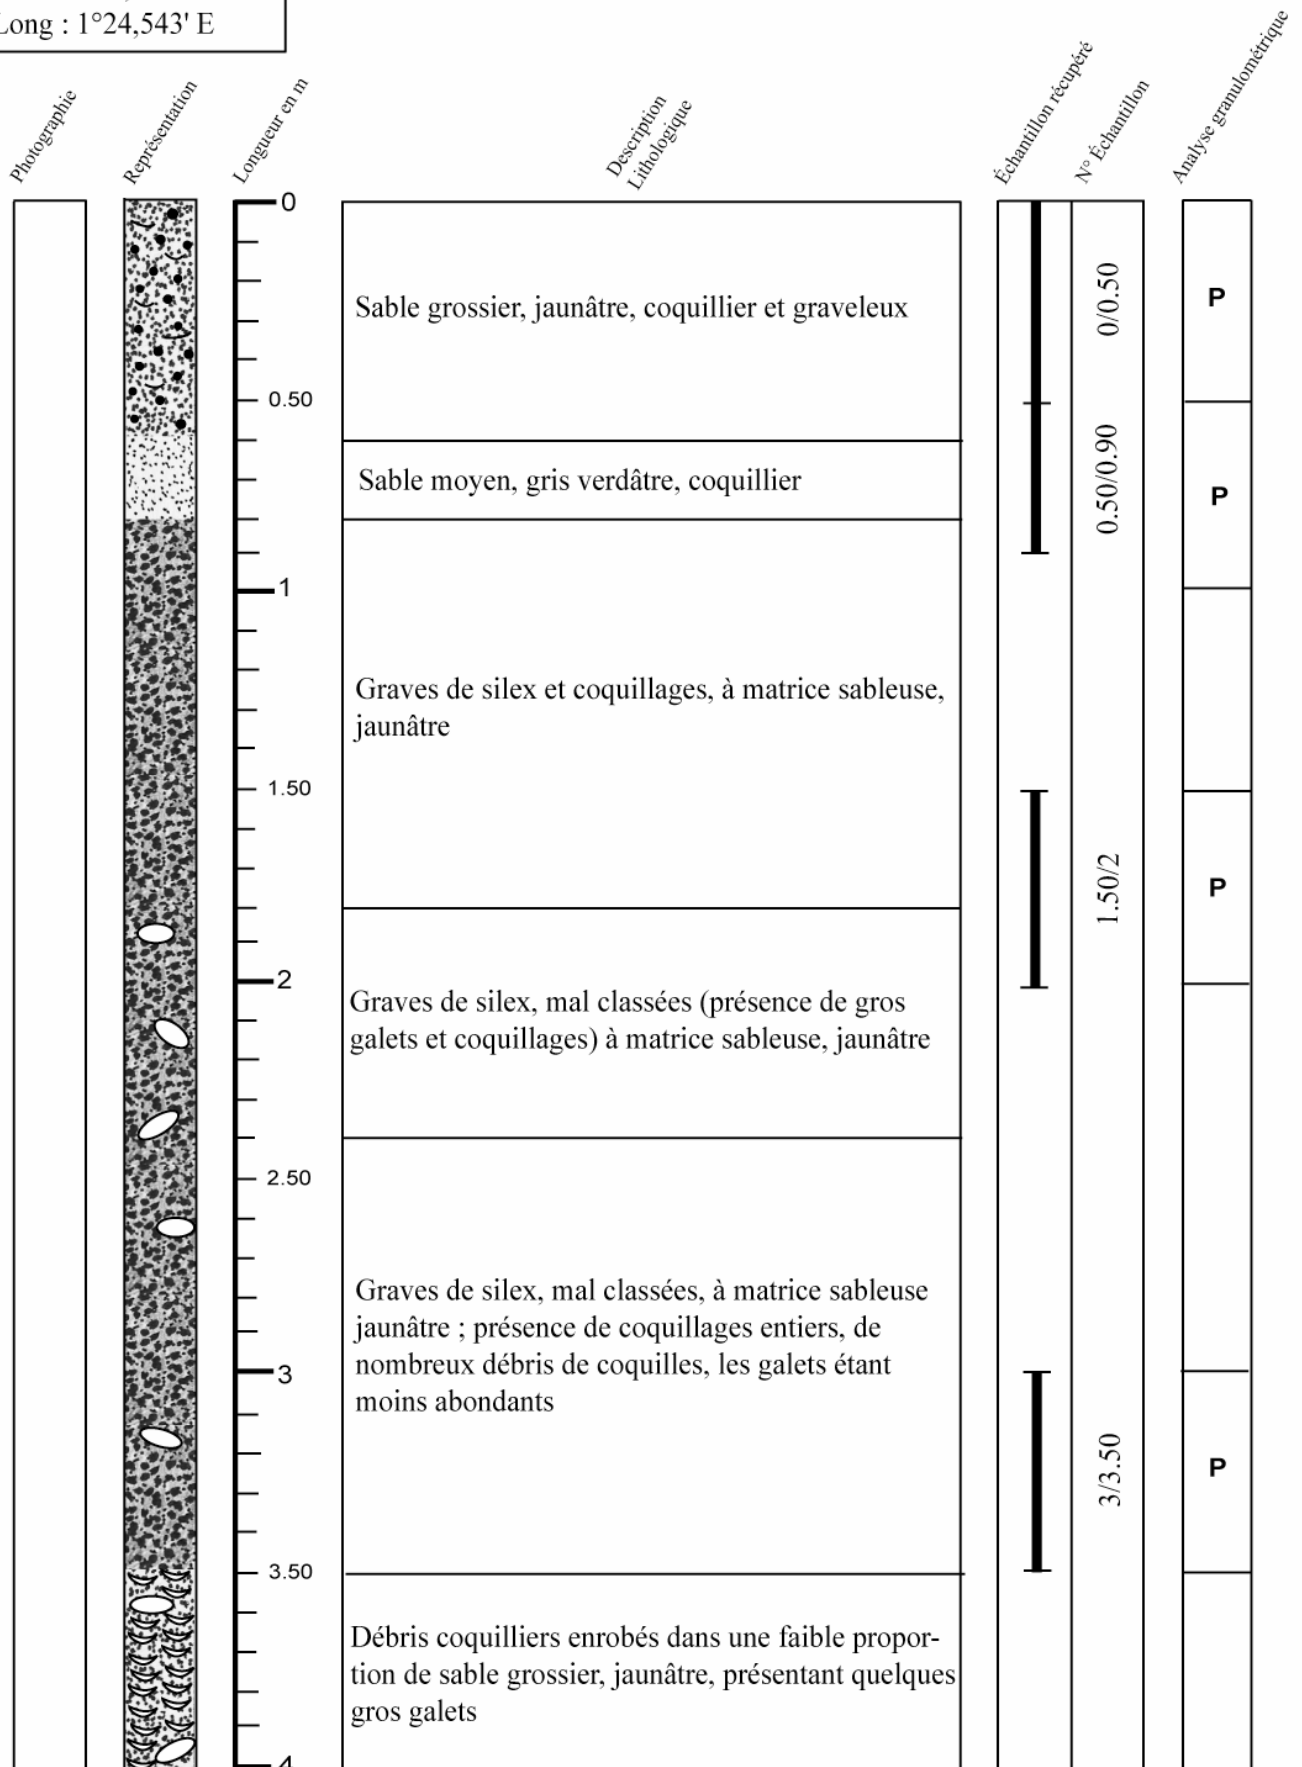 Long : 1°24,543' E
Photographie
Représentation
Longueur en m
Description
Lithologique
Échantillon récupéré
N° Échantillon
Analyse granulométrique
0
Sable grossier, jaunâtre, coquillier et graveleux
0/0.50
P
0.50
Sable moyen, gris verdâtre, coquillier
0.50/0.90
P
1
Graves de silex et coquillages, à matrice sableuse,
jaunâtre
1.50
1.50/2
P
2
Graves de silex, mal classées (présence de gros
galets et coquillages) à matrice sableuse, jaunâtre
2.50
Graves de silex, mal classées, à matrice sableuse
jaunâtre ; présence de coquillages entiers, de
nombreux débris de coquilles, les galets étant
moins abondants
3
3/3.50
P
3.50
Débris coquilliers enrobés dans une faible propor-
tion de sable grossier, jaunâtre, présentant quelques
gros galets
4